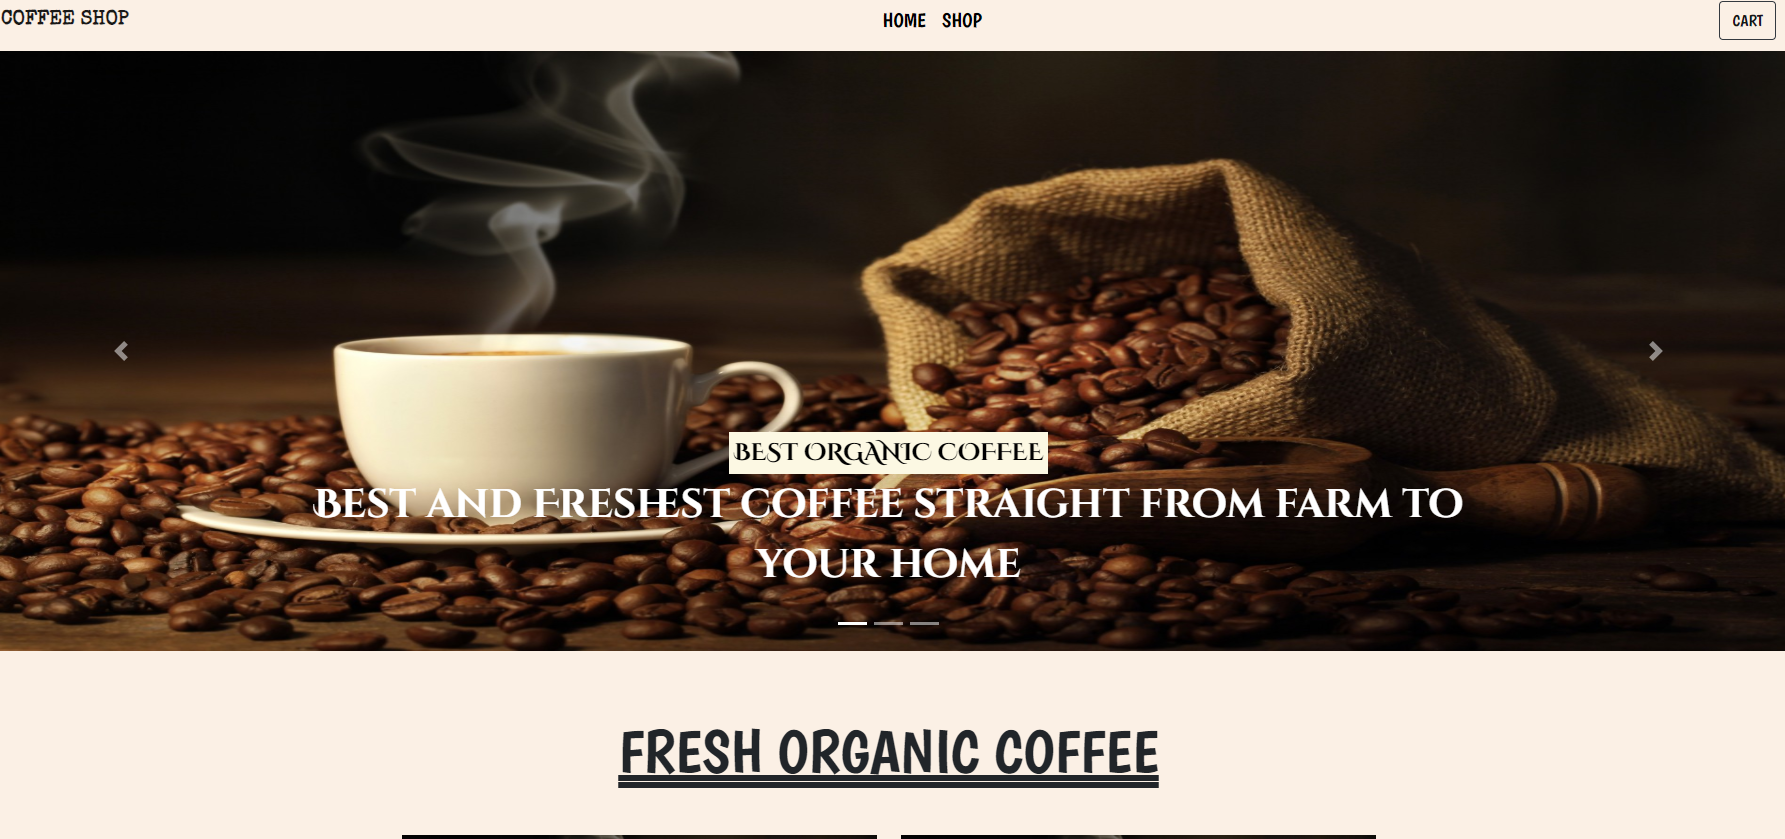 COFFEE SHOP
HOME SHOP
CART
BEST ORGANIC COFFEE
BEST AND FRESHEST COFFEE STRAIGHT FROM FARM TO
YOUR HOME
FRESH ORGANIC COFFEE